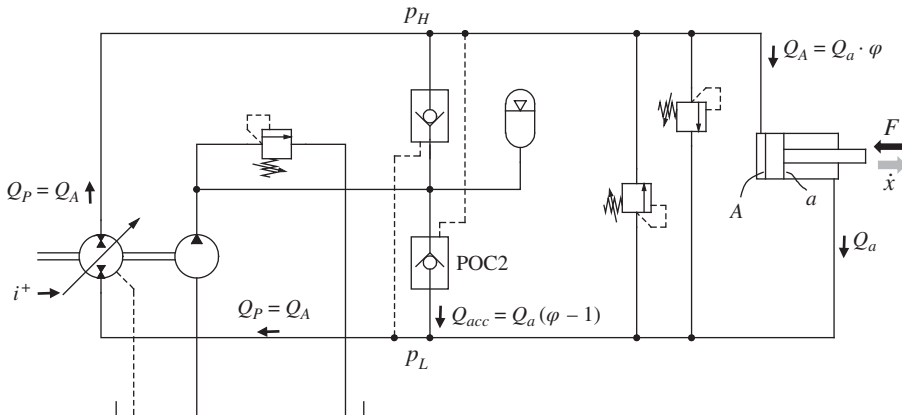 p_H
Q_A = Q_a · φ
F
ẋ
A
a
Q_P = Q_A
Q_a
POC2
i⁺
Q_P = Q_A
Q_acc = Q_a (φ – 1)
p_L